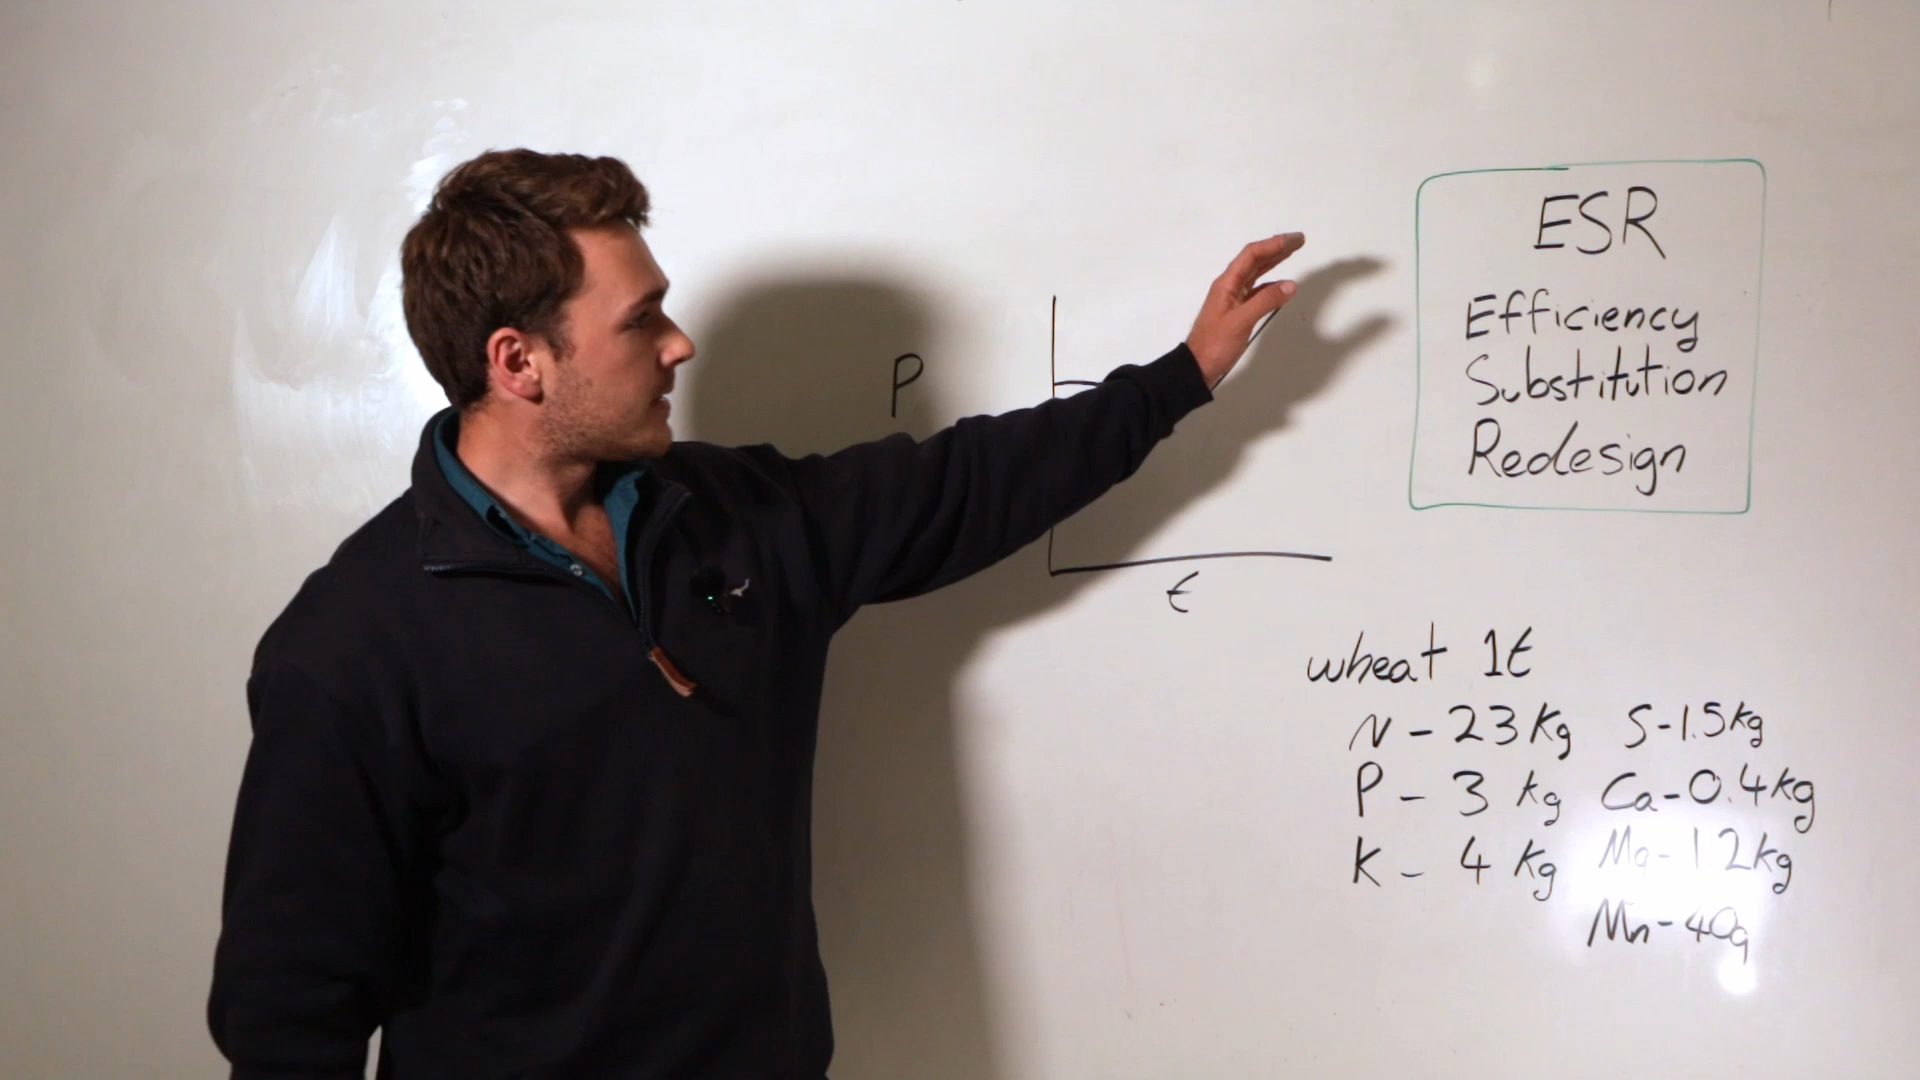 P
t
ESR
Efficiency
Substitution
Redesign
wheat 1t
N - 23 Kg S - 1.5 kg
P - 3 kg Ca - 0.4 kg
K - 4 Kg Mg - 1.2 kg
Mn - 40g